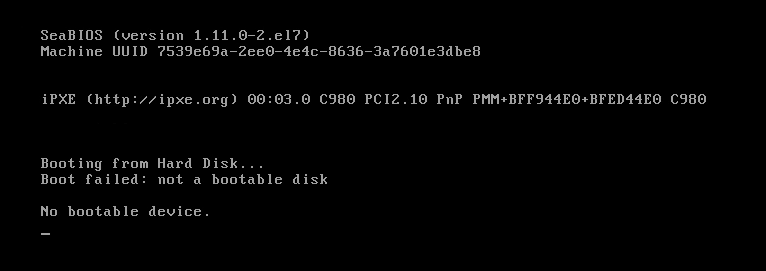 SeaBIOS (version 1.11.0-2.el7)
Machine UUID 7539e69a-2ee0-4e4c-8636-3a7601e3dbe8
iPXE (http://ipxe.org) 00:03.0 C980 PCI2.10 PnP PMM+BFF944E0+BFED44E0 C980
Booting from Hard Disk...
Boot failed: not a bootable disk
No bootable device.
_